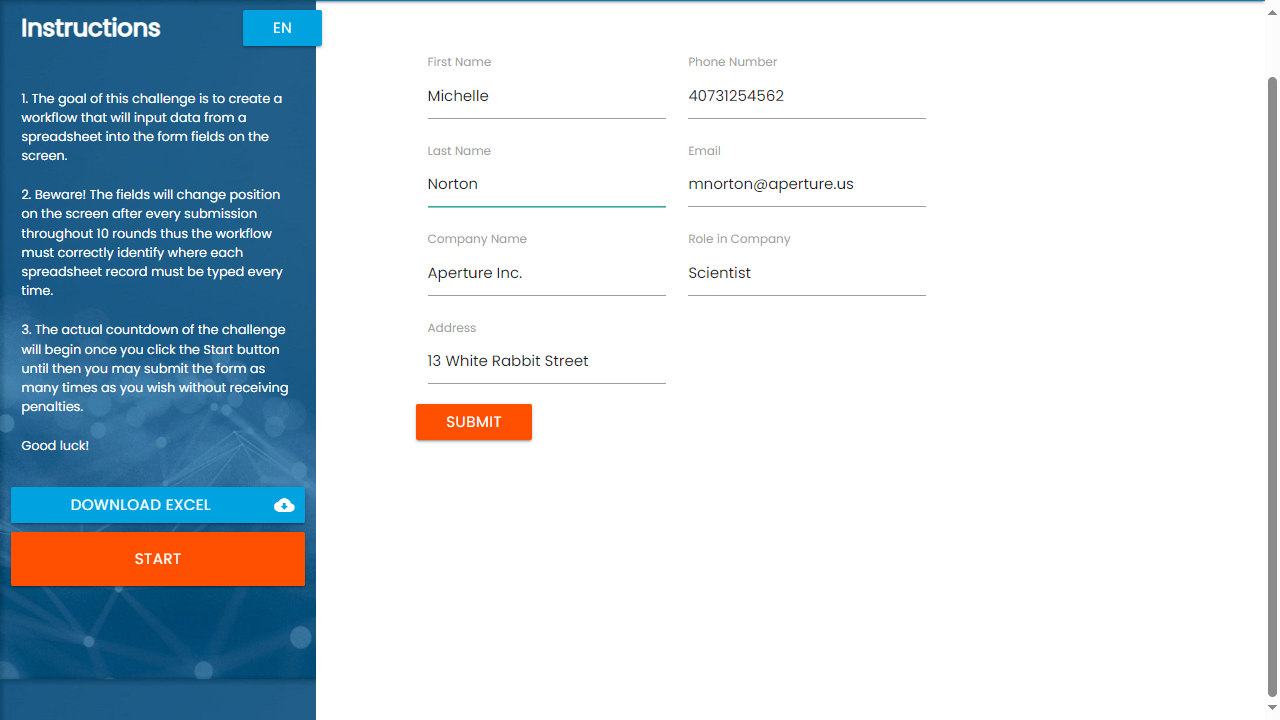 Instructions
EN
1. The goal of this challenge is to create a
workflow that will input data from a
spreadsheet into the form fields on the
screen.
2. Beware! The fields will change position
on the screen after every submission
throughout 10 rounds thus the workflow
must correctly identify where each
spreadsheet record must be typed every
time.
3. The actual countdown of the challenge
will begin once you click the Start button
until then you may submit the form as
many times as you wish without receiving
penalties.
Good luck!
DOWNLOAD EXCEL
START
First Name
Michelle
Phone Number
40731254562
Last Name
Norton
Email
mnorton@aperture.us
Company Name
Aperture Inc.
Role in Company
Scientist
Address
13 White Rabbit Street
SUBMIT